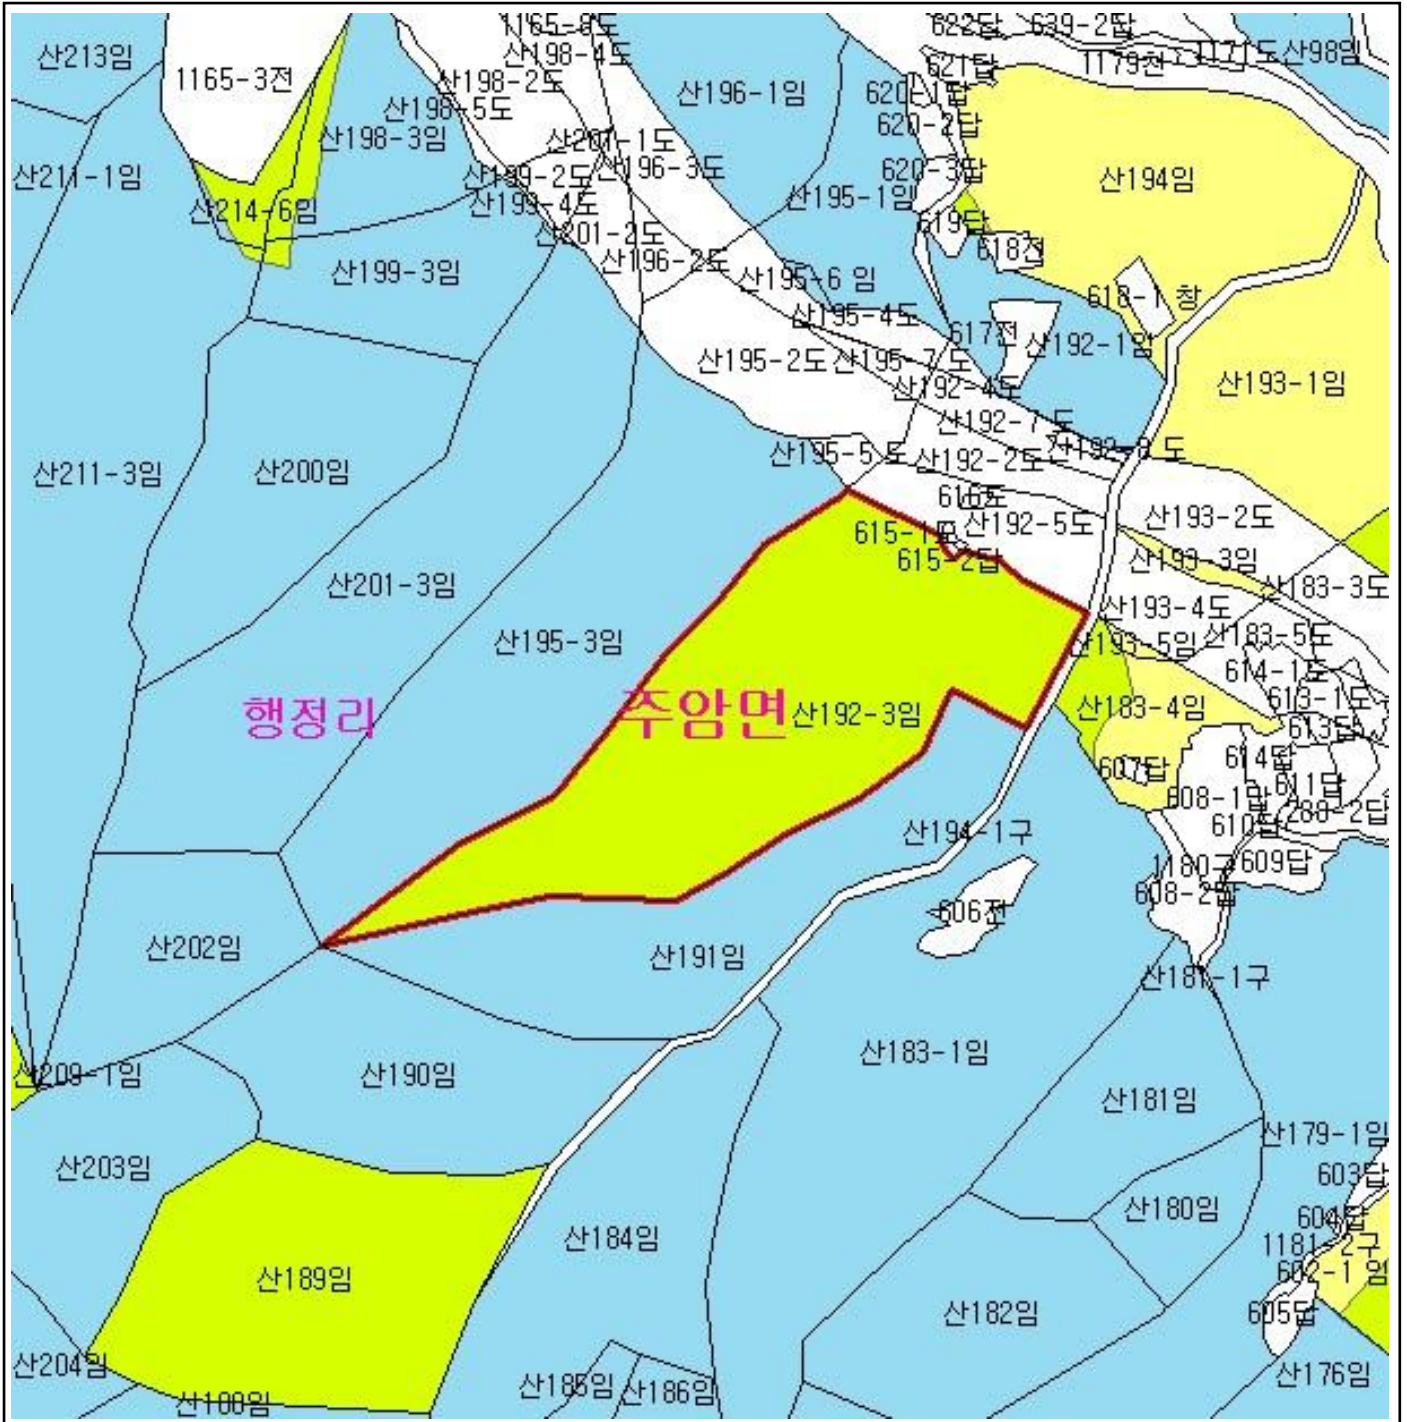 산213임
1165-3전
1165-8도
산198-4도
산198-2도
산198-5도
산198-3임
산201-1도
산196-3도
산196-1임
622답
639-2답
621답
1179전
1171도
산98임
620-1답
620-2답
620-3답
산211-1임
산214-6임
산199-2도
산199-4도
산201-2도
산195-1임
619답
618전
산194임
산199-3임
산196-2도
산195-6 임
618-1 창
산195-4도
617전
산192-1임
산195-2도
산195-7 도
산192-4도
산193-1임
산192-7 도
산211-3임
산200임
산195-5 도
산192-2도
616도
산193-2도
615-1도
산192-5도
615-2답
산193-3임
산201-3임
산183-3도
산193-4도
산195-3임
산193-5임
산183-5도
614-1도
613-1도
행정리
주암면
산192-3임
산183-4임
613답
614답
607답
611답
608-1답
610답
산194-1구
1180구
609답
608-2답
606전
산202임
산191임
산181-1구
산209-1임
산190임
산183-1임
산181임
산179-1임
산203임
603답
산180임
604답
산184임
1181-2구
602-1 임
산189임
산182임
605답
산204임
산185임
산186임
산176임